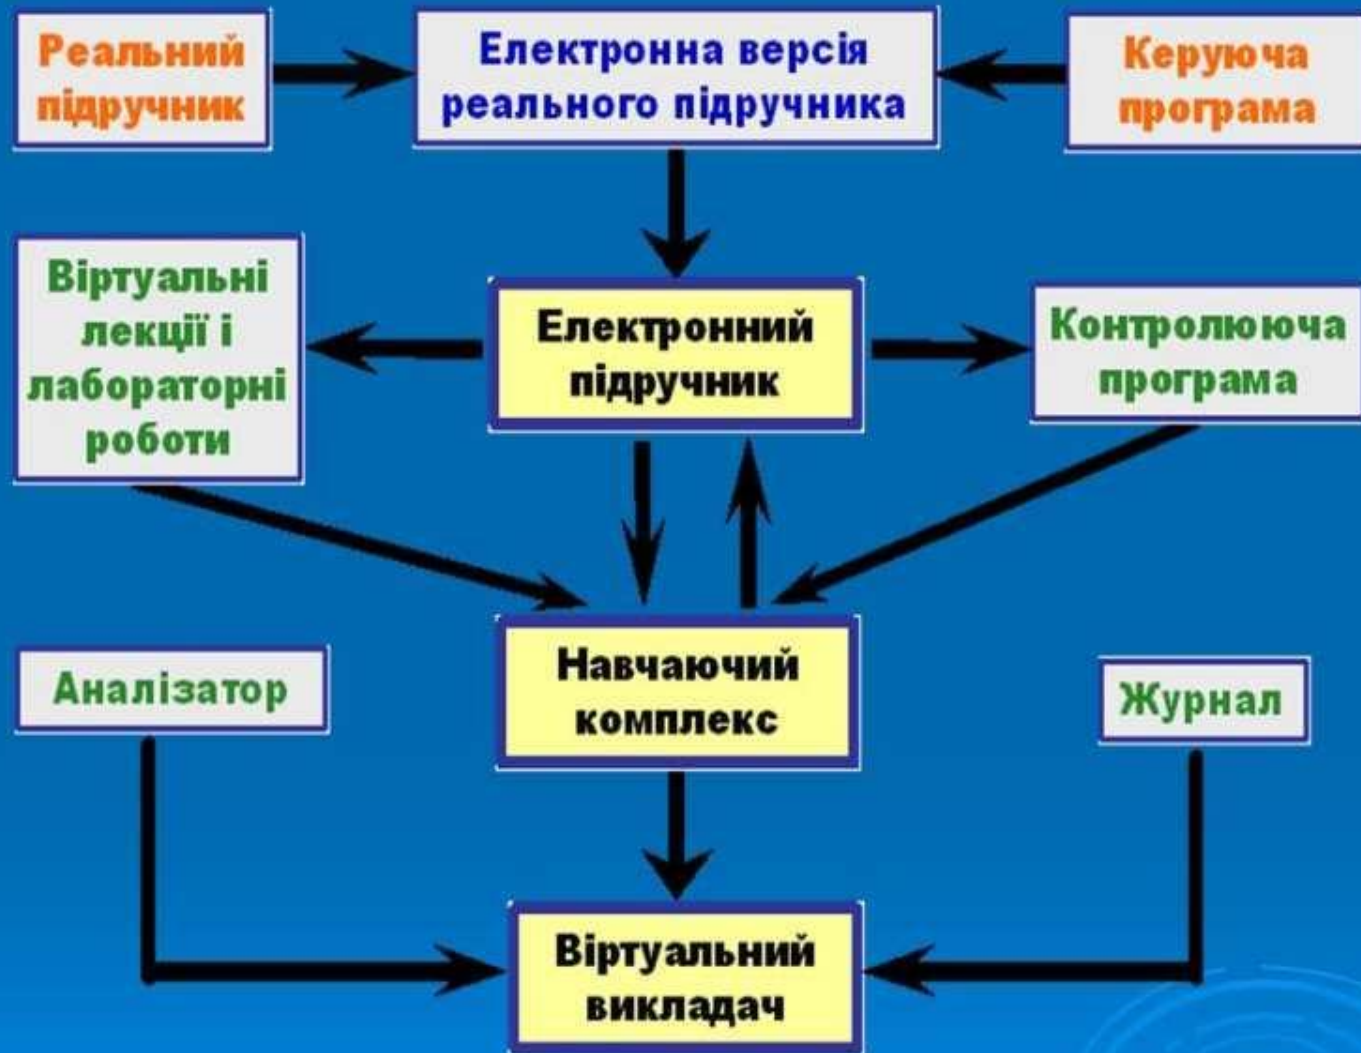 Реальний
підручник
Електронна версія
реального підручника
Керуюча
програма
Віртуальні
лекції і
лабораторні
роботи
Електронний
підручник
Контролююча
програма
Аналізатор
Навчаючий
комплекс
Журнал
Віртуальний
викладач